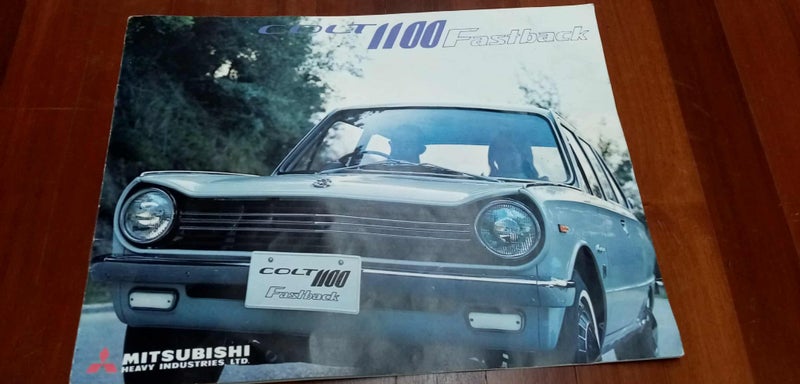 COLT 1100 Fastback
COLT 1100
Fastback
MITSUBISHI
HEAVY INDUSTRIES, LTD.